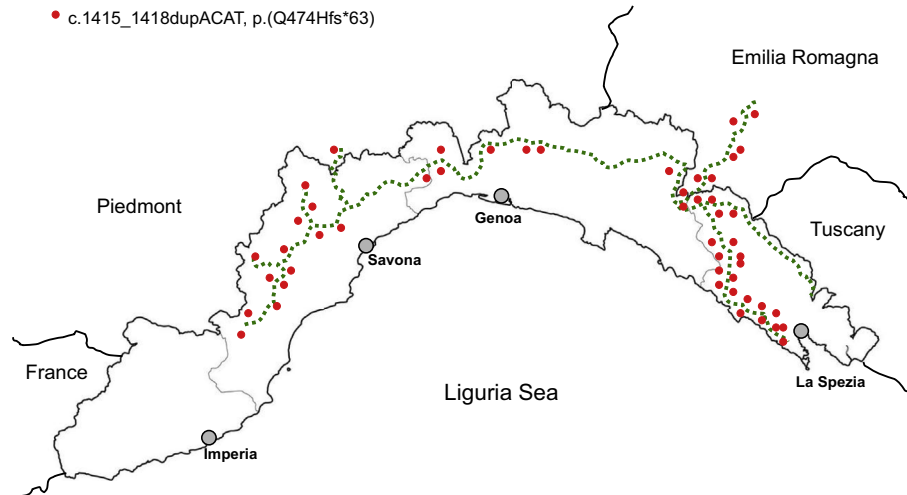 c.1415_1418dupACAT, p.(Q474Hfs*63)
Emilia Romagna
Piedmont
Genoa
Tuscany
Savona
France
La Spezia
Liguria Sea
Imperia